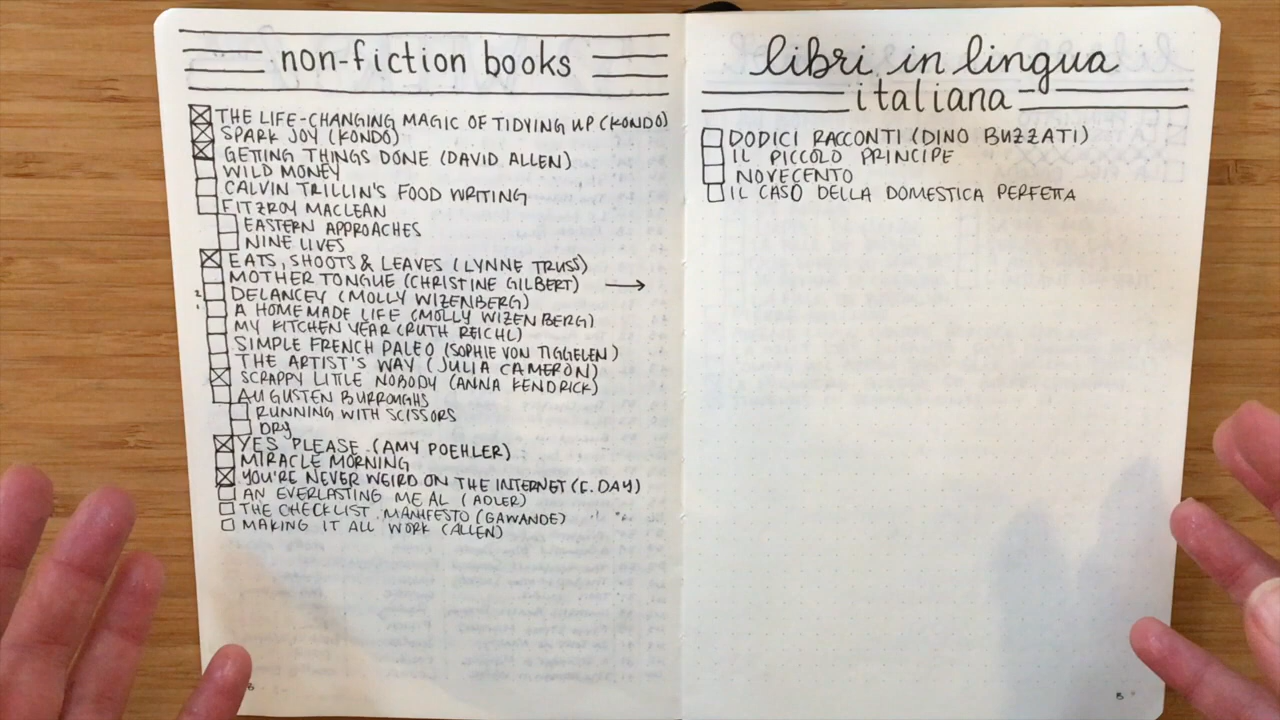 non-fiction books
THE LIFE-CHANGING MAGIC OF TIDYING UP (KONDO)
SPARK JOY (KONDO)
GETTING THINGS DONE (DAVID ALLEN)
WILD MONEY
CALVIN TRILLIN'S FOOD WRITING
FITZROY MACLEAN
EASTERN APPROACHES
NINE LIVES
EATS, SHOOTS & LEAVES (LYNNE TRUSS)
MOTHER TONGUE (CHRISTINE GILBERT) →
2 DELANCEY (MOLLY WIZENBERG)
1 A HOMEMADE LIFE (MOLLY WIZENBERG)
MY KITCHEN YEAR (RUTH REICHL)
SIMPLE FRENCH PALEO (SOPHIE VON TIGGELEN)
THE ARTIST'S WAY (JULIA CAMERON)
SCRAPPY LITTLE NOBODY (ANNA KENDRICK)
AUGUSTEN BURROUGHS
RUNNING WITH SCISSORS
DRY
YES PLEASE (AMY POEHLER)
MIRACLE MORNING
YOU'RE NEVER WEIRD ON THE INTERNET (F. DAY)
AN EVERLASTING MEAL (ADLER)
THE CHECKLIST MANIFESTO (GAWANDE)
MAKING IT ALL WORK (ALLEN)
libri in lingua
italiana
DODICI RACCONTI (DINO BUZZATI)
IL PICCOLO PRINCIPE
NOVECENTO
IL CASO DELLA DOMESTICA PERFETTA